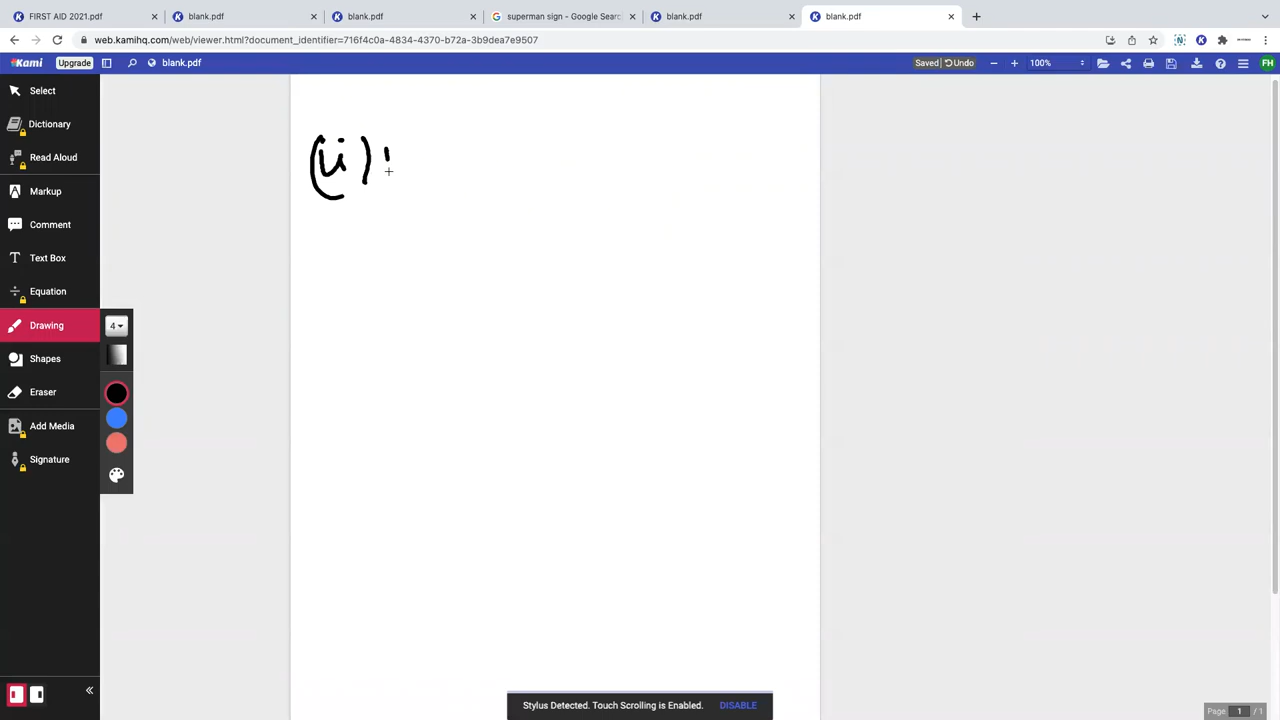 FIRST AID 2021.pdf
blank.pdf
blank.pdf
superman sign - Google Searc
blank.pdf
blank.pdf
web.kamihq.com/web/viewer.html?document_identifier=716f4c0a-4834-4370-b72a-3b9dea7e9507
Kami Upgrade blank.pdf Saved Undo 100% FH
Select
Dictionary
Read Aloud
Markup
Comment
Text Box
Equation
Drawing
4
Shapes
Eraser
Add Media
Signature
(ii)
Stylus Detected. Touch Scrolling is Enabled. DISABLE
Page: 1 / 1